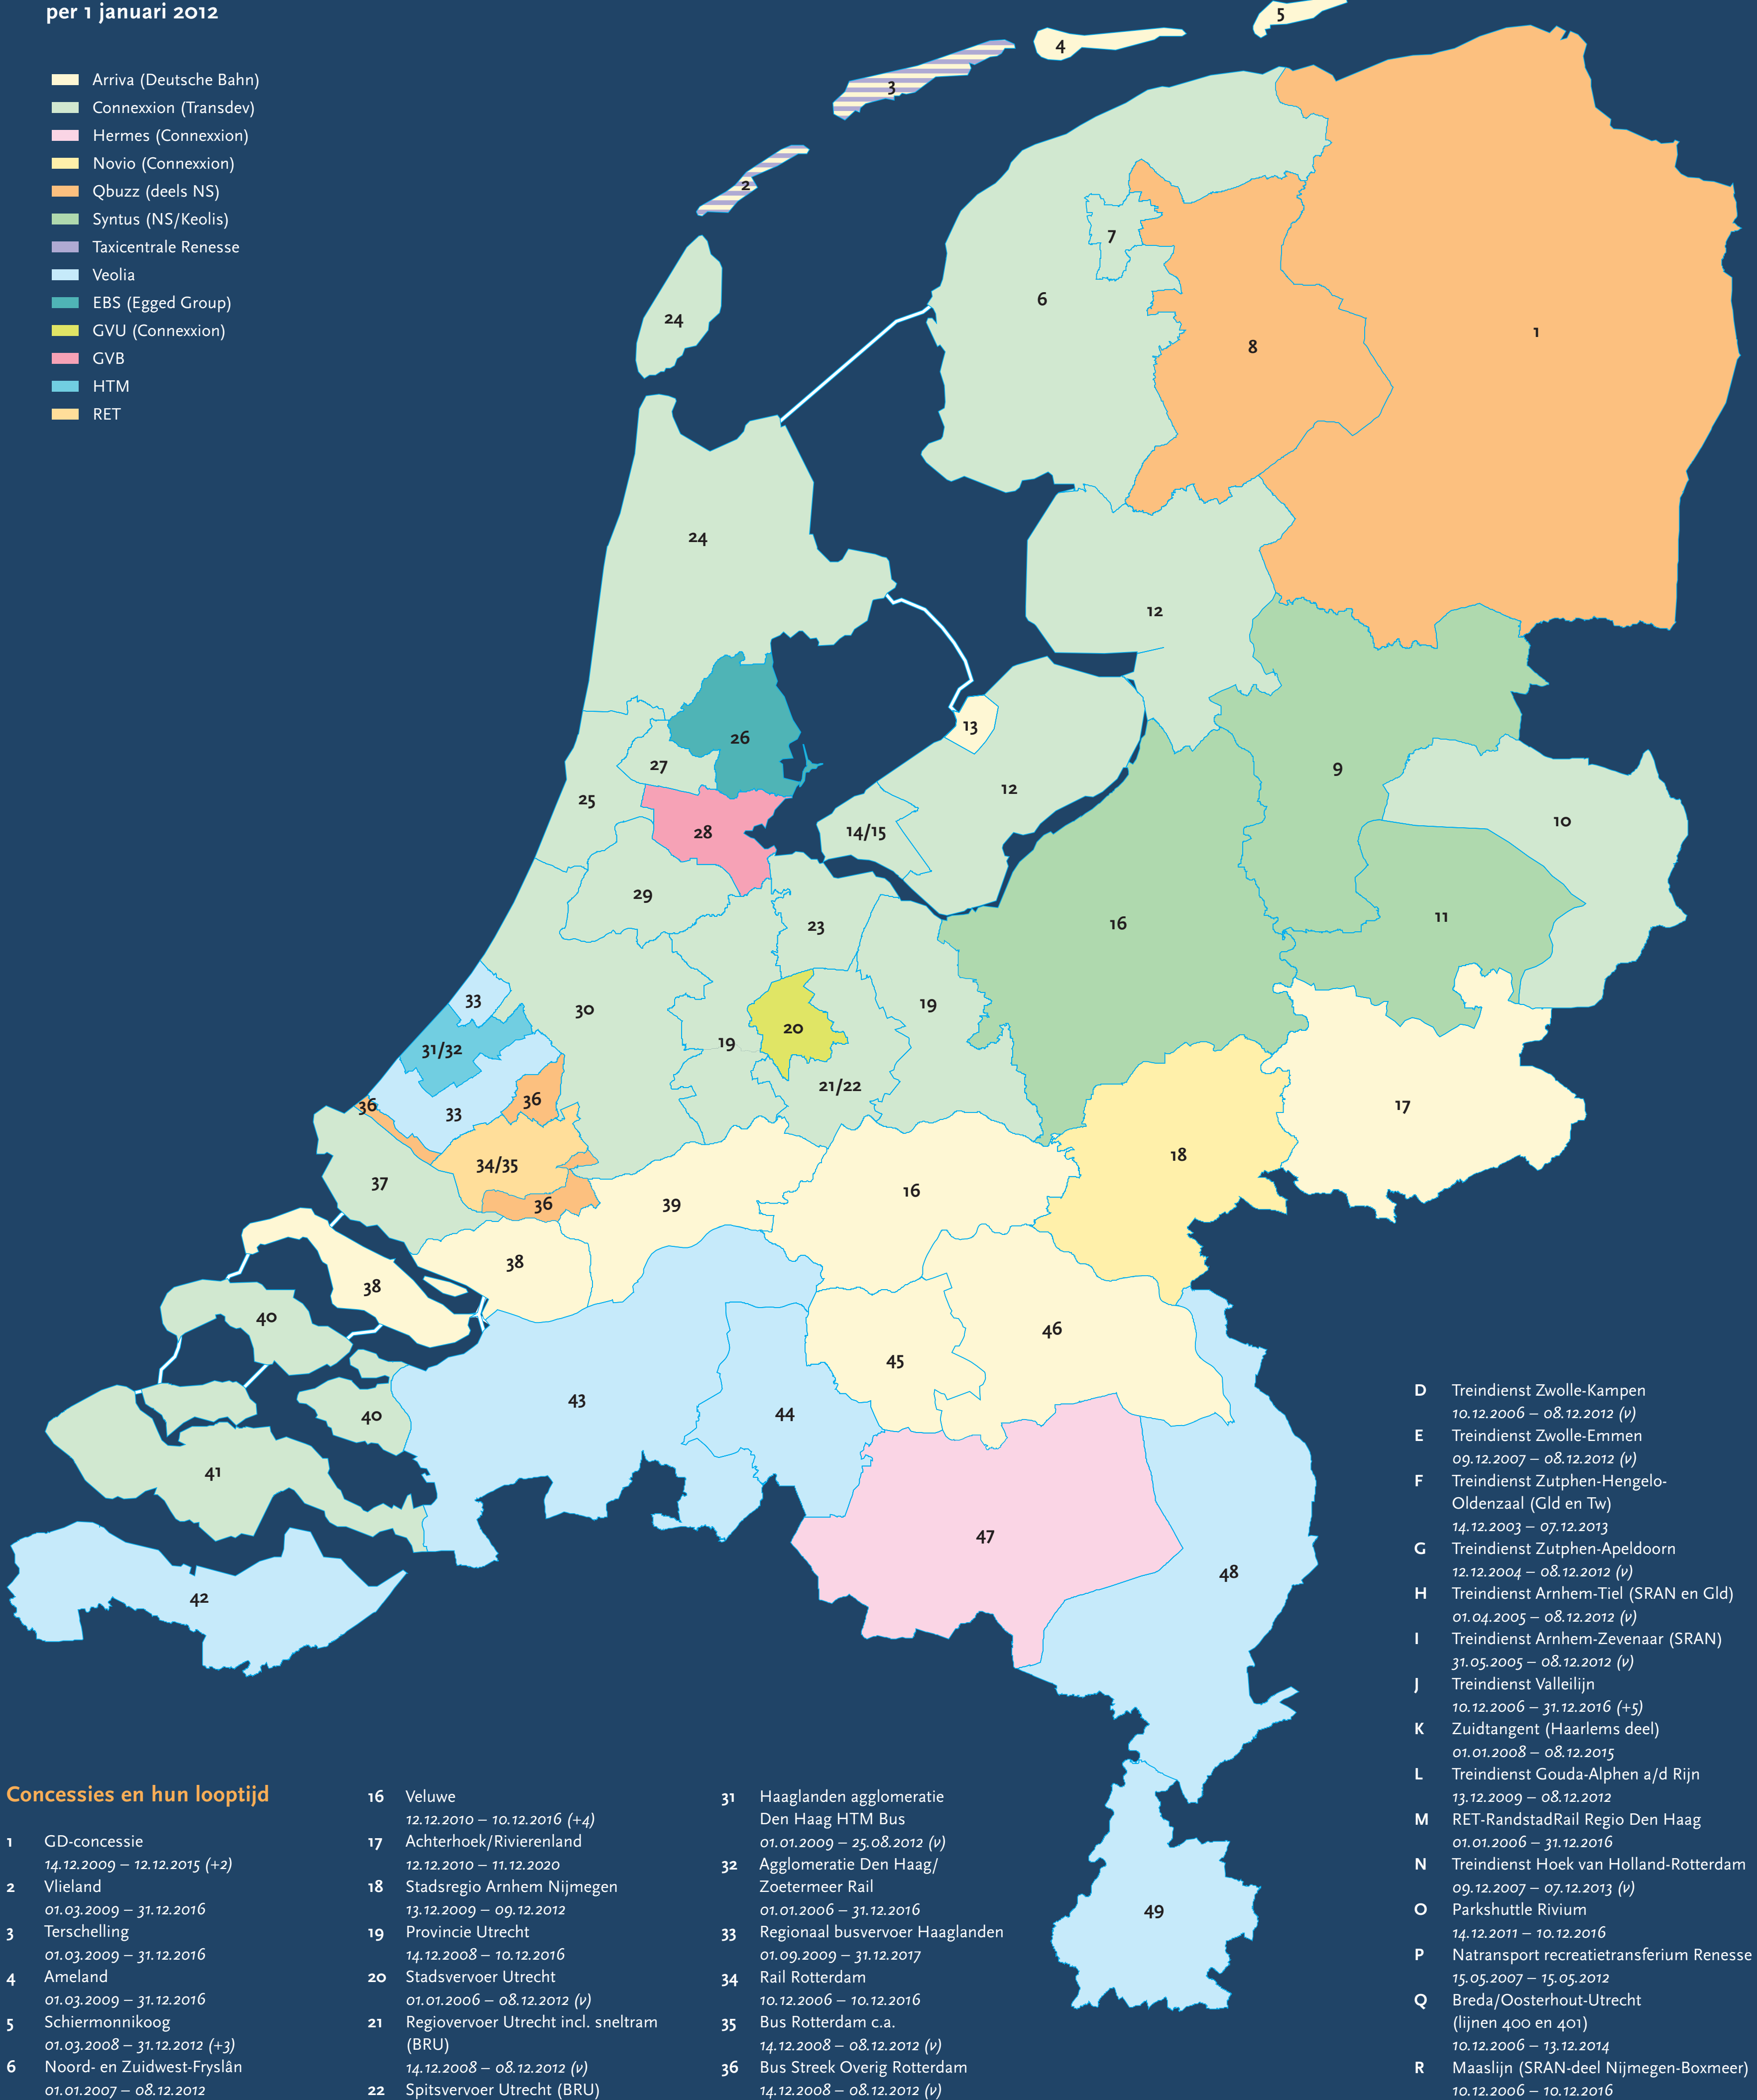 per 1 januari 2012
Arriva (Deutsche Bahn)
Connexxion (Transdev)
Hermes (Connexxion)
Novio (Connexxion)
Qbuzz (deels NS)
Syntus (NS/Keolis)
Taxicentrale Renesse
Veolia
EBS (Egged Group)
GVU (Connexxion)
GVB
HTM
RET
5
4
3
2
24
7
6
8
1
24
12
13
26
27
9
12
25
28
14/15
10
29
23
16
11
33
30
19
20
31/32
19
21/22
36
36
33
17
34/35
18
37
16
36
39
38
38
40
46
45
43
40
44
41
47
48
42
49
Concessies en hun looptijd
1 GD-concessie
14.12.2009 – 12.12.2015 (+2)
2 Vlieland
01.03.2009 – 31.12.2016
3 Terschelling
01.03.2009 – 31.12.2016
4 Ameland
01.03.2009 – 31.12.2016
5 Schiermonnikoog
01.03.2008 – 31.12.2012 (+3)
6 Noord- en Zuidwest-Fryslân
01.01.2007 – 08.12.2012
16 Veluwe
12.12.2010 – 10.12.2016 (+4)
17 Achterhoek/Rivierenland
12.12.2010 – 11.12.2020
18 Stadsregio Arnhem Nijmegen
13.12.2009 – 09.12.2012
19 Provincie Utrecht
14.12.2008 – 10.12.2016
20 Stadsvervoer Utrecht
01.01.2006 – 08.12.2012 (v)
21 Regiovervoer Utrecht incl. sneltram
(BRU)
14.12.2008 – 08.12.2012 (v)
22 Spitsvervoer Utrecht (BRU)
31 Haaglanden agglomeratie
Den Haag HTM Bus
01.01.2009 – 25.08.2012 (v)
32 Agglomeratie Den Haag/
Zoetermeer Rail
01.01.2006 – 31.12.2016
33 Regionaal busvervoer Haaglanden
01.09.2009 – 31.12.2017
34 Rail Rotterdam
10.12.2006 – 10.12.2016
35 Bus Rotterdam c.a.
14.12.2008 – 08.12.2012 (v)
36 Bus Streek Overig Rotterdam
14.12.2008 – 08.12.2012 (v)
D Treindienst Zwolle-Kampen
10.12.2006 – 08.12.2012 (v)
E Treindienst Zwolle-Emmen
09.12.2007 – 08.12.2012 (v)
F Treindienst Zutphen-Hengelo-
Oldenzaal (Gld en Tw)
14.12.2003 – 07.12.2013
G Treindienst Zutphen-Apeldoorn
12.12.2004 – 08.12.2012 (v)
H Treindienst Arnhem-Tiel (SRAN en Gld)
01.04.2005 – 08.12.2012 (v)
I Treindienst Arnhem-Zevenaar (SRAN)
31.05.2005 – 08.12.2012 (v)
J Treindienst Valleilijn
10.12.2006 – 31.12.2016 (+5)
K Zuidtangent (Haarlems deel)
01.01.2008 – 08.12.2015
L Treindienst Gouda-Alphen a/d Rijn
13.12.2009 – 08.12.2012
M RET-RandstadRail Regio Den Haag
01.01.2006 – 31.12.2016
N Treindienst Hoek van Holland-Rotterdam
09.12.2007 – 07.12.2013 (v)
O Parkshuttle Rivium
14.12.2011 – 10.12.2016
P Natransport recreatietransferium Renesse
15.05.2007 – 15.05.2012
Q Breda/Oosterhout-Utrecht
(lijnen 400 en 401)
10.12.2006 – 13.12.2014
R Maaslijn (SRAN-deel Nijmegen-Boxmeer)
10.12.2006 – 10.12.2016